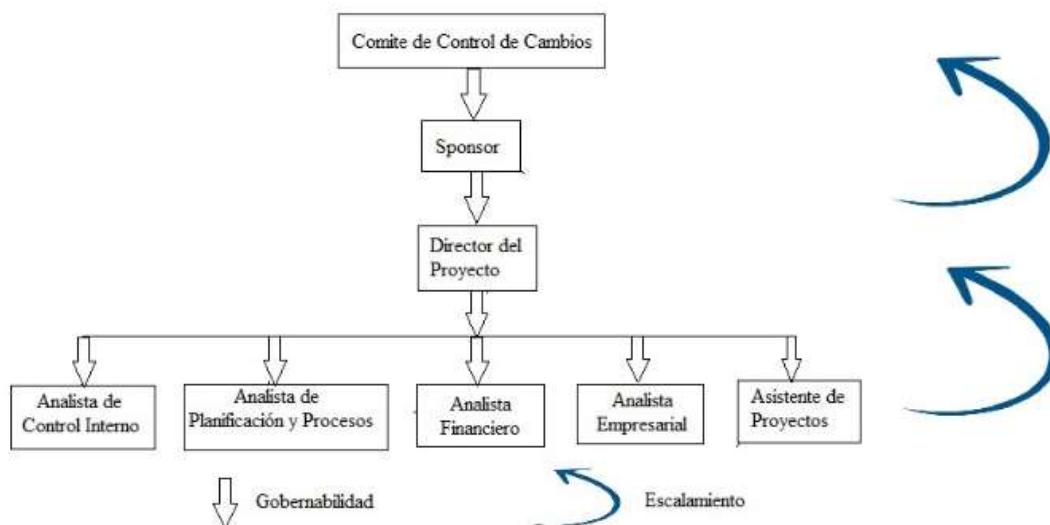 Comite de Control de Cambios
Sponsor
Director del
Proyecto
Analista de
Control Interno
Analista de
Planificación y Procesos
Analista
Financiero
Analista
Empresarial
Asistente de
Proyectos
Gobernabilidad
Escalamiento